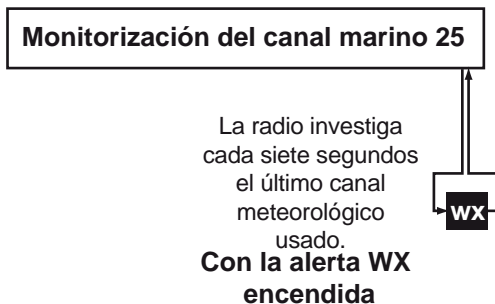 Monitorización del canal marino 25
La radio investiga
cada siete segundos
el último canal
meteorológico
usado.
WX
Con la alerta WX
encendida